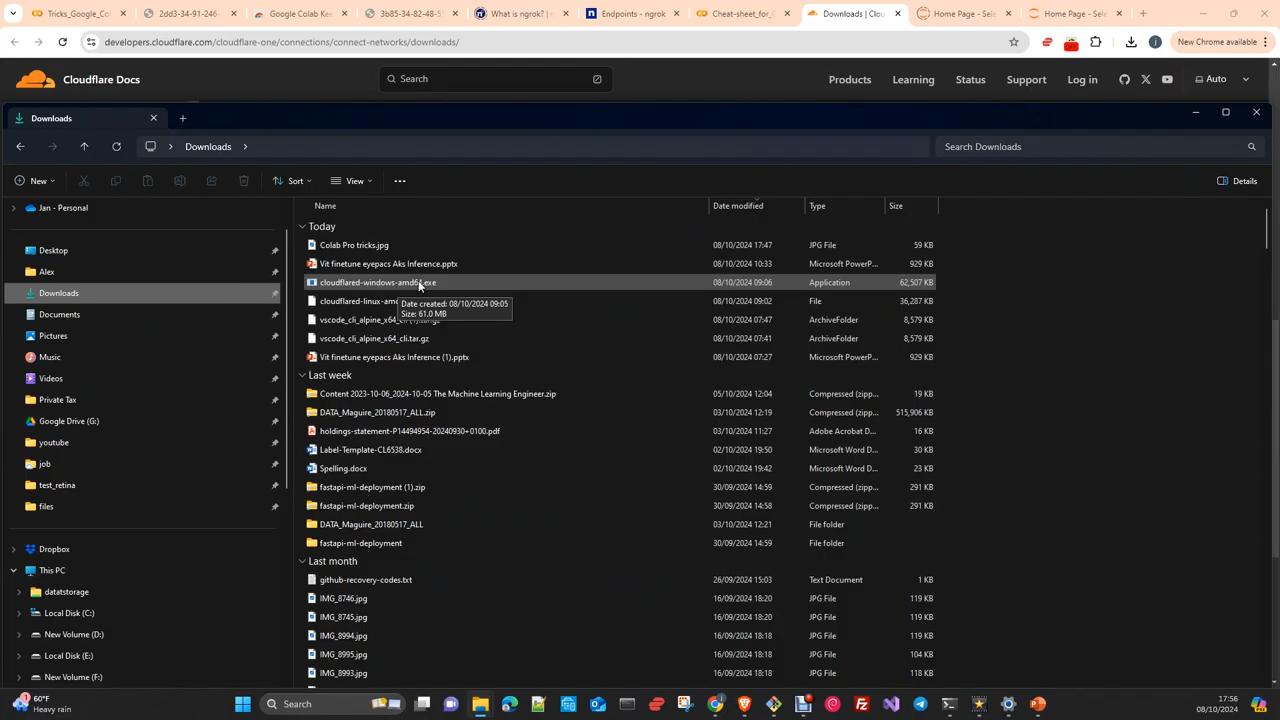 Tricks_Google_Col
2dd3-34-91-246-
Google Colab Kee
3b85-34-82-48-
What is ngrok?
Endpoints - ngrok
Cheat-sheet_for_C
Downloads | Clou
Home Page - Sele
Home Page - Sele
developers.cloudflare.com/cloudflare-one/connections/connect-networks/downloads/
New Chrome available
Cloudflare Docs
Search
Products
Learning
Status
Support
Log in
Auto
Downloads
Downloads
Search Downloads
New
Sort
View
Details
Jan - Personal
Desktop
Alex
Downloads
Documents
Pictures
Music
Videos
Private Tax
Google Drive (G:)
youtube
job
test_retina
files
Dropbox
This PC
datatstorage
Local Disk (C:)
New Volume (D:)
Local Disk (E:)
New Volume (F:)
Name Date modified Type Size
Today
Colab Pro tricks.jpg 08/10/2024 17:47 JPG File 59 KB
Vit finetune eyepacs Aks Inference.pptx 08/10/2024 10:33 Microsoft PowerP... 929 KB
cloudflared-windows-amd64.exe 08/10/2024 09:06 Application 62,507 KB
cloudflared-linux-am 08/10/2024 09:02 File 36,287 KB
Date created: 08/10/2024 09:05
Size: 61.0 MB
vscode_cli_alpine_x64_cli (1).tar.gz 08/10/2024 07:47 ArchiveFolder 8,579 KB
vscode_cli_alpine_x64_cli.tar.gz 08/10/2024 07:41 ArchiveFolder 8,579 KB
Vit finetune eyepacs Aks Inference (1).pptx 08/10/2024 07:27 Microsoft PowerP... 929 KB
Last week
Content 2023-10-06_2024-10-05 The Machine Learning Engineer.zip 05/10/2024 12:04 Compressed (zipp... 19 KB
DATA_Maguire_20180517_ALL.zip 03/10/2024 12:19 Compressed (zipp... 515,906 KB
holdings-statement-P14494954-20240930+0100.pdf 03/10/2024 11:27 Adobe Acrobat D... 16 KB
Label-Template-CL6538.docx 02/10/2024 19:50 Microsoft Word D... 30 KB
Spelling.docx 02/10/2024 19:42 Microsoft Word D... 23 KB
fastapi-ml-deployment (1).zip 30/09/2024 14:59 Compressed (zipp... 291 KB
fastapi-ml-deployment.zip 30/09/2024 14:58 Compressed (zipp... 291 KB
DATA_Maguire_20180517_ALL 03/10/2024 12:21 File folder
fastapi-ml-deployment 30/09/2024 14:59 File folder
Last month
github-recovery-codes.txt 26/09/2024 15:03 Text Document 1 KB
IMG_8746.jpg 16/09/2024 18:20 JPG File 119 KB
IMG_8745.jpg 16/09/2024 18:20 JPG File 119 KB
IMG_8994.jpg 16/09/2024 18:18 JPG File 119 KB
IMG_8995.jpg 16/09/2024 18:18 JPG File 104 KB
IMG_8993.jpg 16/09/2024 18:18 JPG File 119 KB
60°F
Heavy rain
Search
17:56
08/10/2024